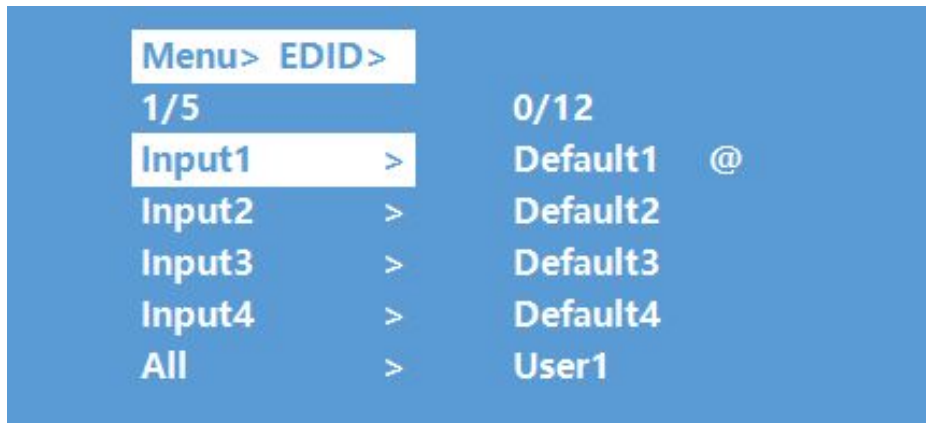 Menu> EDID>
1/5 0/12
Input1 > Default1 @
Input2 > Default2
Input3 > Default3
Input4 > Default4
All > User1